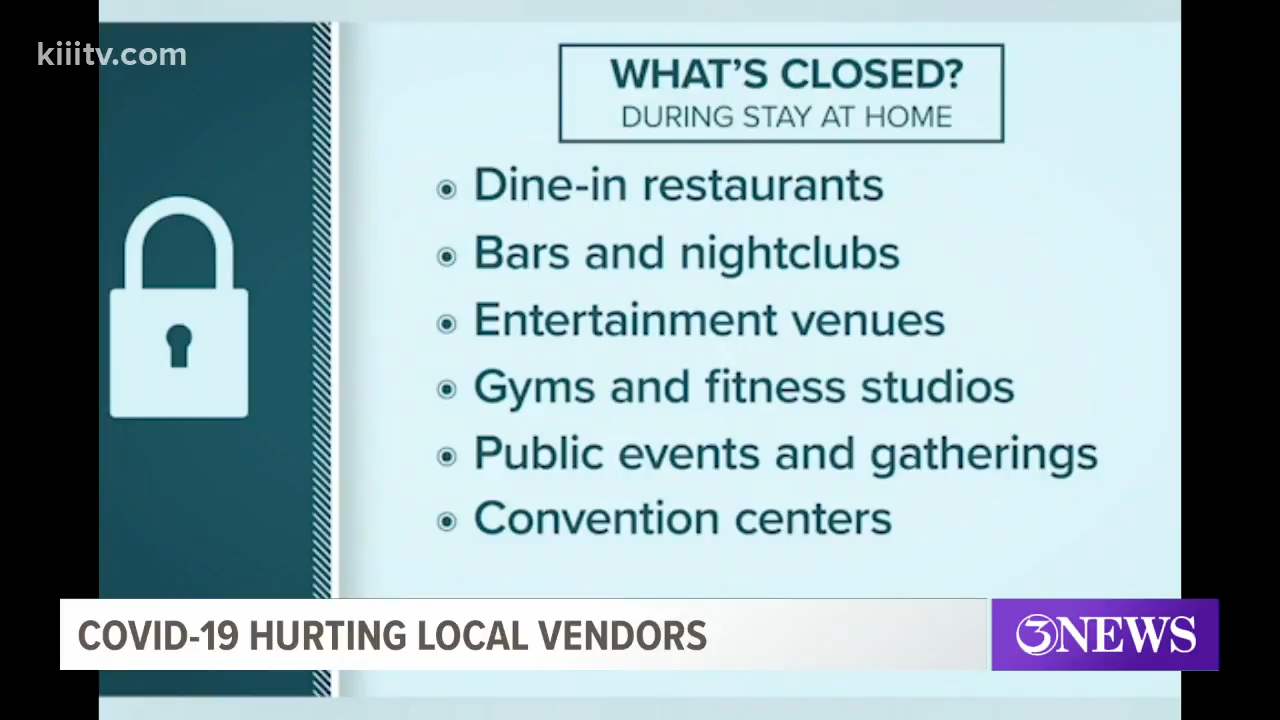 kiiitv.com
WHAT'S CLOSED?
DURING STAY AT HOME
Dine-in restaurants
Bars and nightclubs
Entertainment venues
Gyms and fitness studios
Public events and gatherings
Convention centers
COVID-19 HURTING LOCAL VENDORS
3NEWS